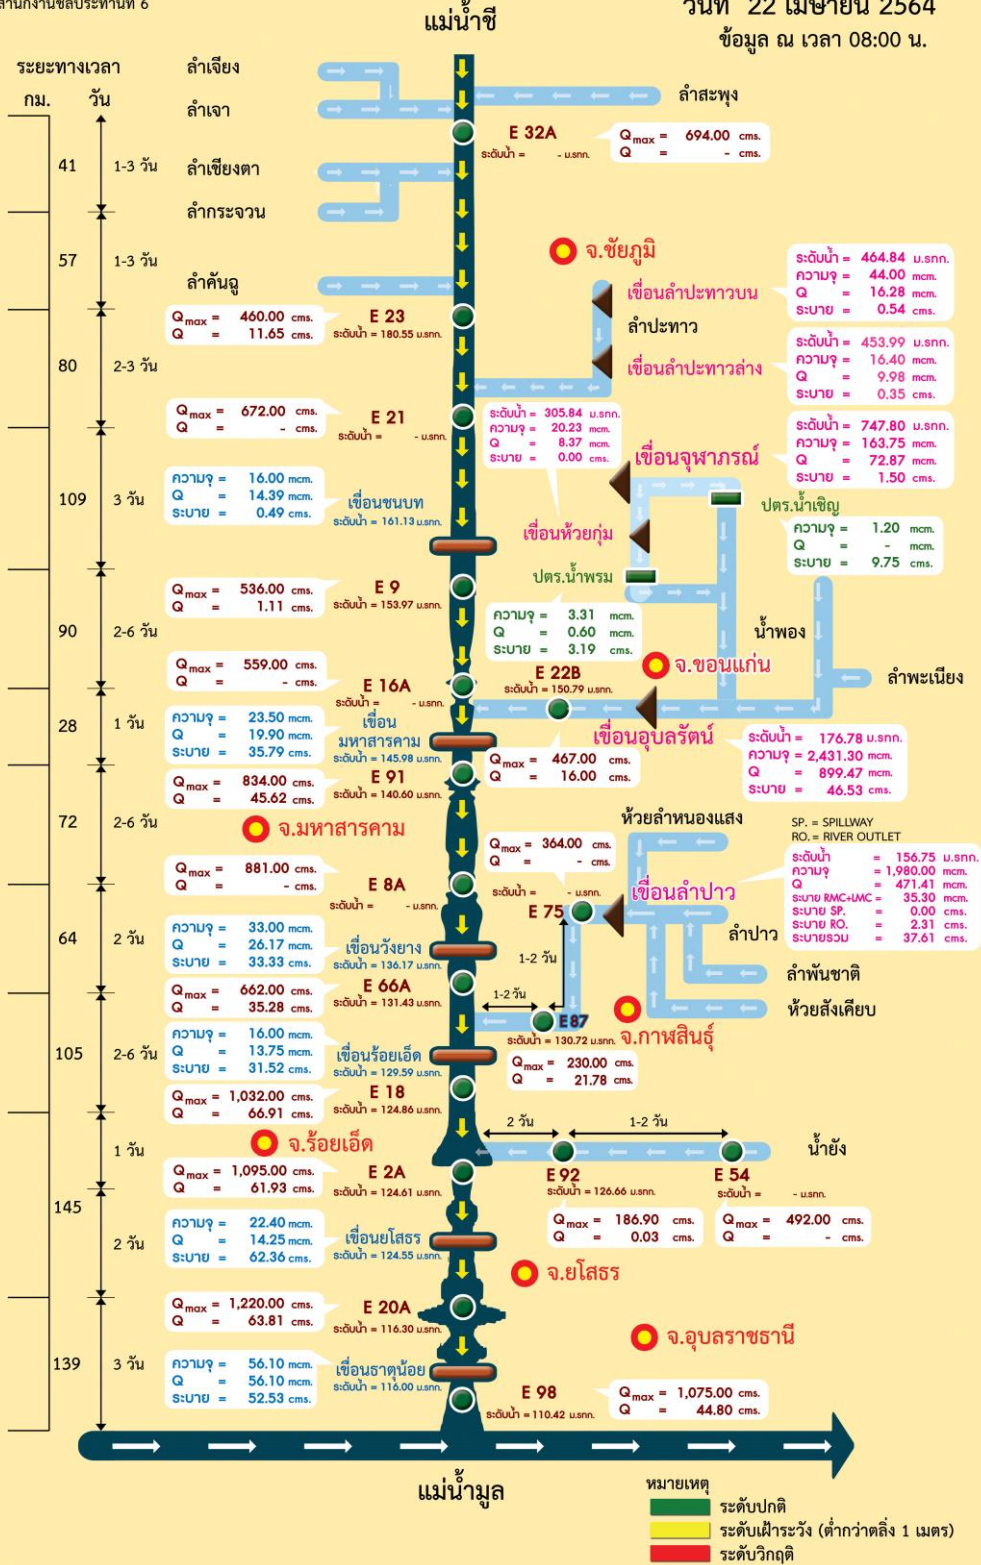 สำนักงานชลประทานที่ 6
แม่น้ำชี
วันที่ 22 เมษายน 2564
ข้อมูล ณ เวลา 08:00 น.
ระยะทางเวลา
กม. วัน
ลำเจียง
ลำเจา
ลำสะพุง
E 32A
ระดับน้ำ = - ม.รทก.
Qmax = 694.00 cms.
Q = - cms.
41 1-3 วัน
ลำเชียงตา
ลำกระจวน
57 1-3 วัน
ลำคันฉู
จ.ชัยภูมิ
เขื่อนลำปะทาวบน
ระดับน้ำ = 464.84 ม.รทก.
ความจุ = 44.00 mcm.
Q = 16.28 mcm.
ระบาย = 0.54 cms.
ลำปะทาว
Qmax = 460.00 cms.
Q = 11.65 cms.
E 23
ระดับน้ำ = 180.55 ม.รทก.
80 2-3 วัน
เขื่อนลำปะทาวล่าง
ระดับน้ำ = 453.99 ม.รทก.
ความจุ = 16.40 mcm.
Q = 9.98 mcm.
ระบาย = 0.35 cms.
Qmax = 672.00 cms.
Q = - cms.
E 21
ระดับน้ำ = - ม.รทก.
ระดับน้ำ = 305.84 ม.รทก.
ความจุ = 20.23 mcm.
Q = 8.37 mcm.
ระบาย = 0.00 cms.
เขื่อนจุฬาภรณ์
ระดับน้ำ = 747.80 ม.รทก.
ความจุ = 163.75 mcm.
Q = 72.87 mcm.
ระบาย = 1.50 cms.
109 3 วัน
ความจุ = 16.00 mcm.
Q = 14.39 mcm.
ระบาย = 0.49 cms.
เขื่อนชนบท
ระดับน้ำ = 161.13 ม.รทก.
เขื่อนห้วยกุ่ม
ปตร.น้ำเชิญ
ความจุ = 1.20 mcm.
Q = - mcm.
ระบาย = 9.75 cms.
ปตร.น้ำพรม
ความจุ = 3.31 mcm.
Q = 0.60 mcm.
ระบาย = 3.19 cms.
Qmax = 536.00 cms.
Q = 1.11 cms.
E 9
ระดับน้ำ = 153.97 ม.รทก.
90 2-6 วัน
น้ำพอง
จ.ขอนแก่น
ลำพะเนียง
Qmax = 559.00 cms.
Q = - cms.
E 16A
ระดับน้ำ = - ม.รทก.
E 22B
ระดับน้ำ = 150.79 ม.รทก.
28 1 วัน
ความจุ = 23.50 mcm.
Q = 19.90 mcm.
ระบาย = 35.79 cms.
เขื่อน
มหาสารคาม
ระดับน้ำ = 145.98 ม.รทก.
เขื่อนอุบลรัตน์
ระดับน้ำ = 176.78 ม.รทก.
ความจุ = 2,431.30 mcm.
Q = 899.47 mcm.
ระบาย = 46.53 cms.
Qmax = 467.00 cms.
Q = 16.00 cms.
Qmax = 834.00 cms.
Q = 45.62 cms.
E 91
ระดับน้ำ = 140.60 ม.รทก.
72 2-6 วัน
จ.มหาสารคาม
ห้วยลำหนองแสง
SP. = SPILLWAY
RO. = RIVER OUTLET
Qmax = 364.00 cms.
Q = - cms.
ระดับน้ำ = - ม.รทก.
E 75
เขื่อนลำปาว
ระดับน้ำ = 156.75 ม.รทก.
ความจุ = 1,980.00 mcm.
Q = 471.41 mcm.
ระบาย RMC+LMC = 35.30 cms.
ระบาย SP. = 0.00 cms.
ระบาย RO. = 2.31 cms.
ระบายรวม = 37.61 cms.
Qmax = 881.00 cms.
Q = - cms.
E 8A
ระดับน้ำ = - ม.รทก.
64 2 วัน
ความจุ = 33.00 mcm.
Q = 26.17 mcm.
ระบาย = 33.33 cms.
เขื่อนวังยาง
ระดับน้ำ = 136.17 ม.รทก.
1-2 วัน
ลำปาว
ลำพันชาติ
ห้วยสังเคียบ
Qmax = 662.00 cms.
Q = 35.28 cms.
E 66A
ระดับน้ำ = 131.43 ม.รทก.
1-2 วัน
E 87
ระดับน้ำ = 130.72 ม.รทก.
จ.กาฬสินธุ์
Qmax = 230.00 cms.
Q = 21.78 cms.
105 2-6 วัน
ความจุ = 16.00 mcm.
Q = 13.75 mcm.
ระบาย = 31.52 cms.
เขื่อนร้อยเอ็ด
ระดับน้ำ = 129.59 ม.รทก.
Qmax = 1,032.00 cms.
Q = 66.91 cms.
E 18
ระดับน้ำ = 124.86 ม.รทก.
1 วัน
จ.ร้อยเอ็ด
2 วัน
1-2 วัน
น้ำยัง
Qmax = 1,095.00 cms.
Q = 61.93 cms.
E 2A
ระดับน้ำ = 124.61 ม.รทก.
E 92
ระดับน้ำ = 126.66 ม.รทก.
Qmax = 186.90 cms.
Q = 0.03 cms.
E 54
ระดับน้ำ = - ม.รทก.
Qmax = 492.00 cms.
Q = - cms.
145
2 วัน
ความจุ = 22.40 mcm.
Q = 14.25 mcm.
ระบาย = 62.36 cms.
เขื่อนยโสธร
ระดับน้ำ = 124.55 ม.รทก.
จ.ยโสธร
Qmax = 1,220.00 cms.
Q = 63.81 cms.
E 20A
ระดับน้ำ = 116.30 ม.รทก.
จ.อุบลราชธานี
139 3 วัน
ความจุ = 56.10 mcm.
Q = 56.10 mcm.
ระบาย = 52.53 cms.
เขื่อนธาตุน้อย
ระดับน้ำ = 116.00 ม.รทก.
E 98
ระดับน้ำ = 110.42 ม.รทก.
Qmax = 1,075.00 cms.
Q = 44.80 cms.
แม่น้ำมูล
หมายเหตุ
ระดับปกติ
ระดับเฝ้าระวัง (ต่ำกว่าตลิ่ง 1 เมตร)
ระดับวิกฤติ